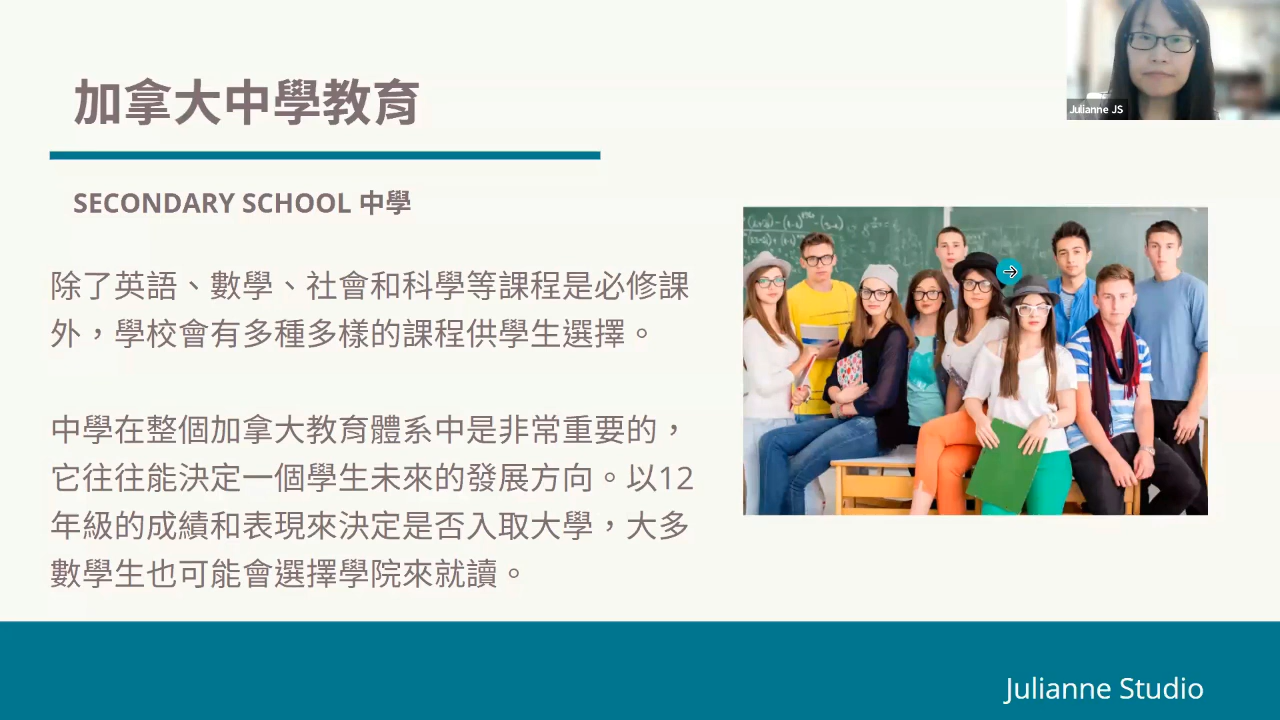 加拿大中學教育
Julianne JS
SECONDARY SCHOOL 中學
除了英語、數學、社會和科學等課程是必修課
外，學校會有多種多樣的課程供學生選擇。
中學在整個加拿大教育體系中是非常重要的，
它往往能決定一個學生未來的發展方向。以12
年級的成績和表現來決定是否入取大學，大多
數學生也可能會選擇學院來就讀。
Julianne Studio